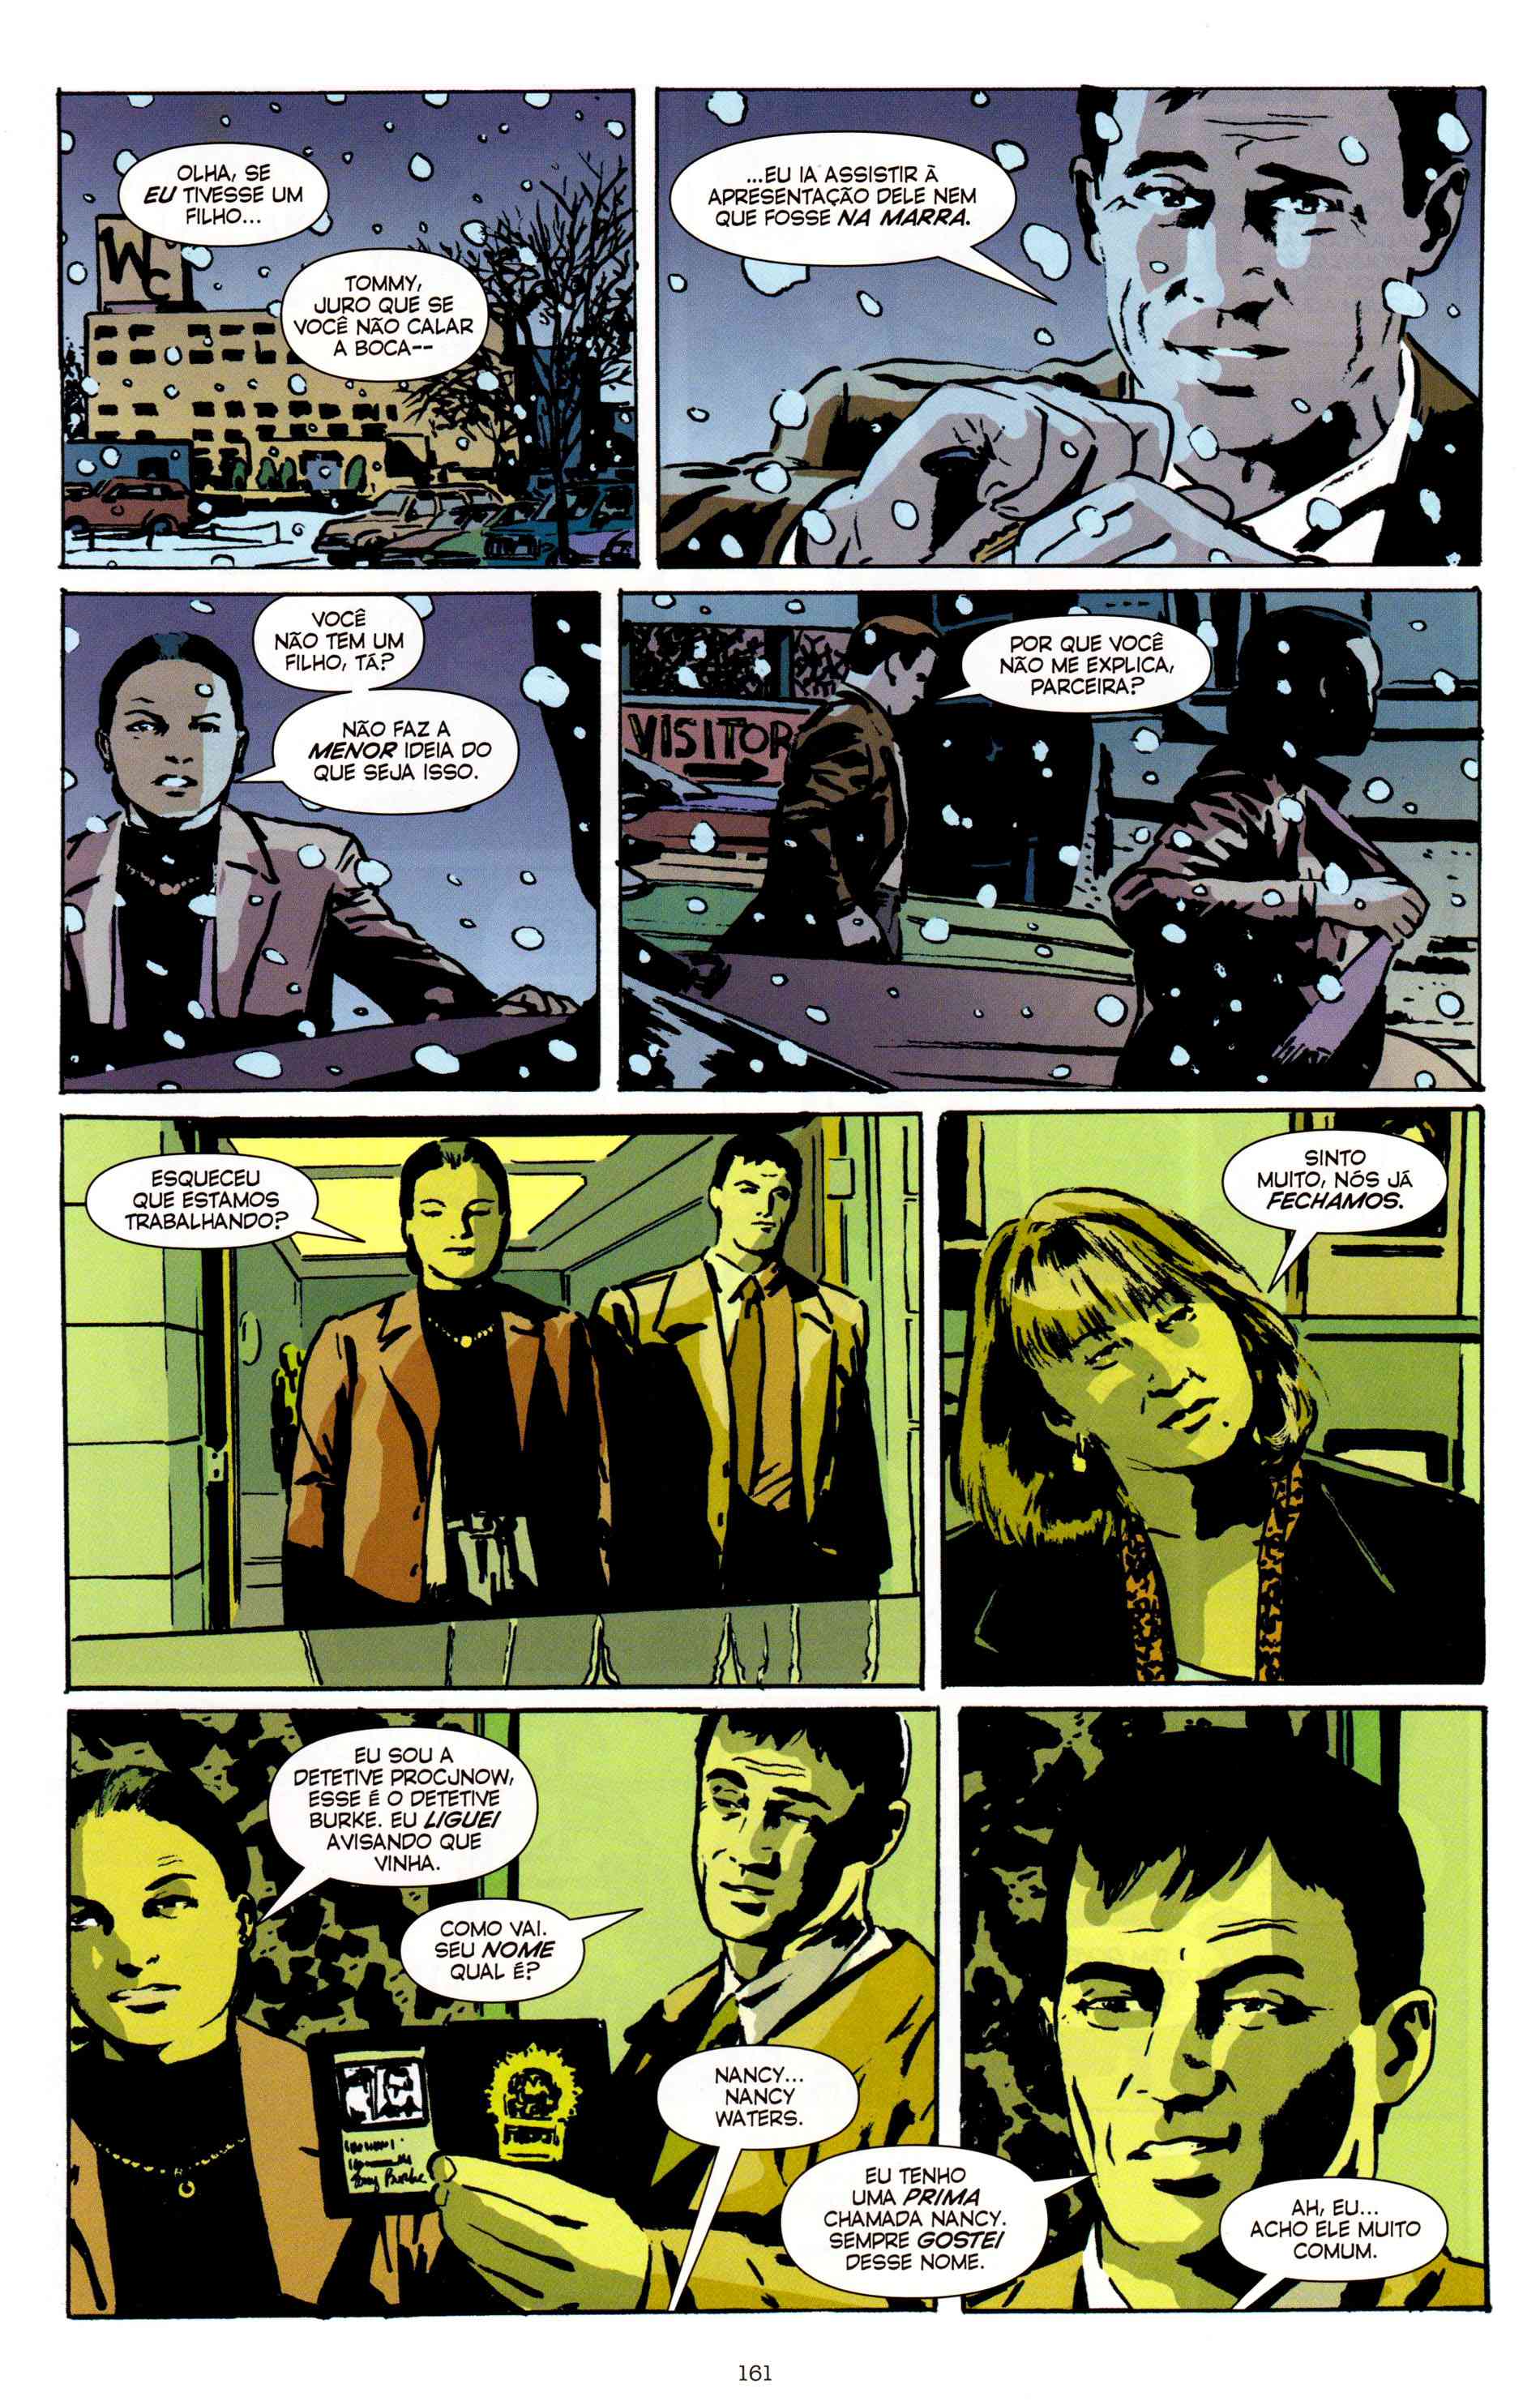 OLHA, SE
EU TIVESSE UM
FILHO...
WC
TOMMY,
JURO QUE SE
VOCÊ NÃO CALAR
A BOCA--
...EU IA ASSISTIR À
APRESENTAÇÃO DELE NEM
QUE FOSSE NA MARRA.
VOCÊ
NÃO TEM UM
FILHO, TÁ?
NÃO FAZ A
MENOR IDEIA DO
QUE SEJA ISSO.
POR QUE VOCÊ
NÃO ME EXPLICA,
PARCEIRA?
VISITOR
ESQUECEU
QUE ESTAMOS
TRABALHANDO?
SINTO
MUITO, NÓS JÁ
FECHAMOS.
EU SOU A
DETETIVE PROCJNOW,
ESSE É O DETETIVE
BURKE. EU LIGUEI
AVISANDO QUE
VINHA.
COMO VAI.
SEU NOME
QUAL É?
Burke
NANCY...
NANCY
WATERS.
EU TENHO
UMA PRIMA
CHAMADA NANCY.
SEMPRE GOSTEI
DESSE NOME.
AH, EU...
ACHO ELE MUITO
COMUM.
161